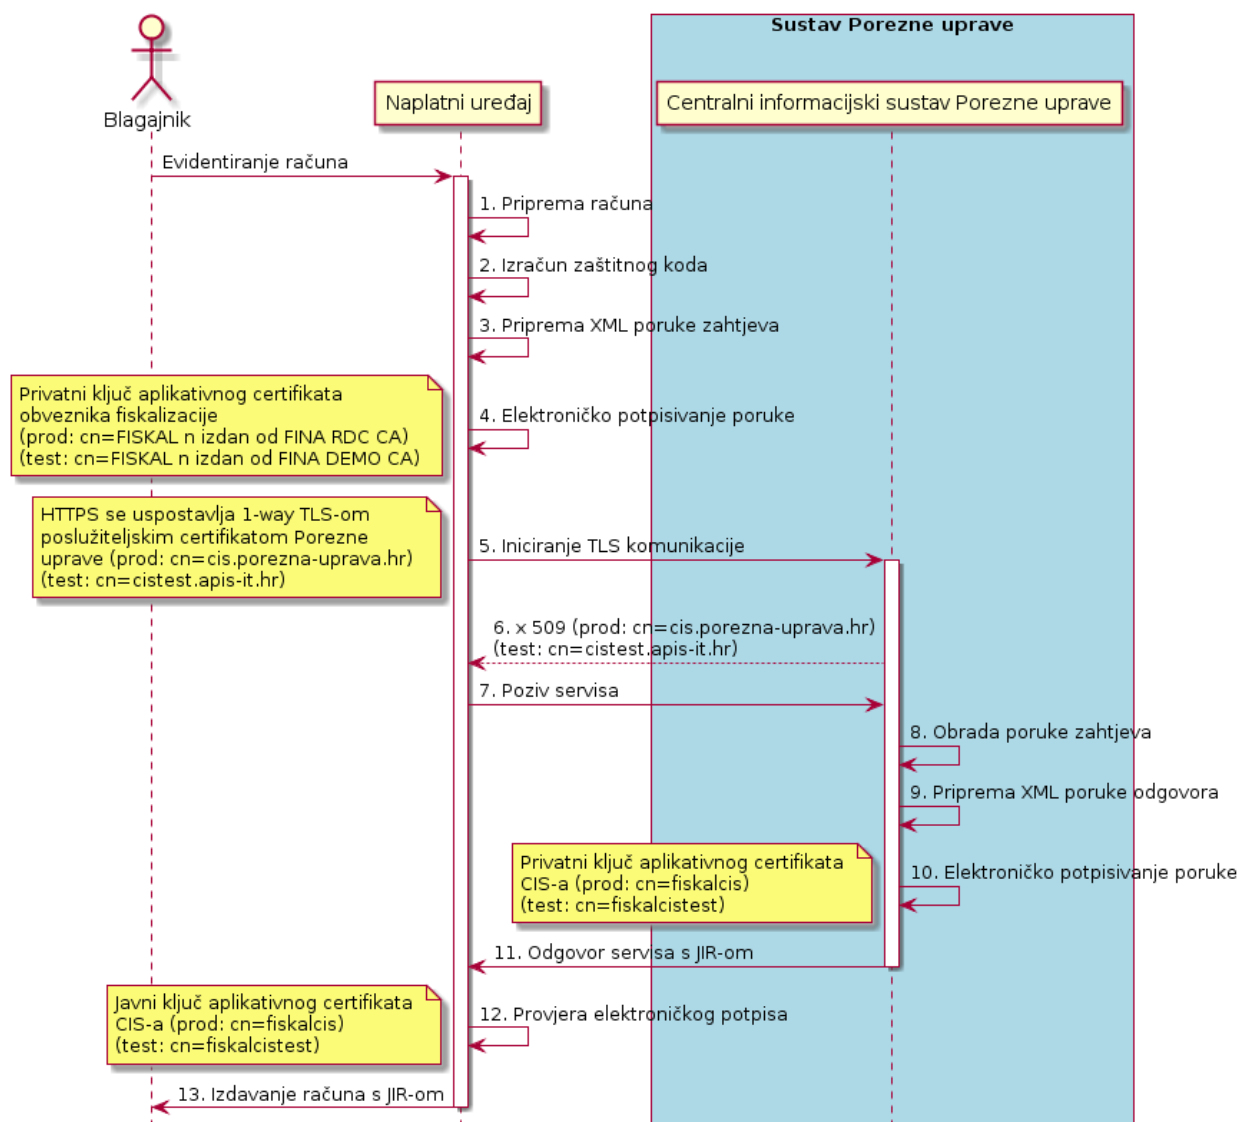 Sustav Porezne uprave
Blagajnik
Naplatni uređaj
Centralni informacijski sustav Porezne uprave
Evidentiranje računa
1. Priprema računa
2. Izračun zaštitnog koda
3. Priprema XML poruke zahtjeva
Privatni ključ aplikativnog certifikata
obveznika fiskalizacije
(prod: cn=FISKAL n izdan od FINA RDC CA)
(test: cn=FISKAL n izdan od FINA DEMO CA)
4. Elektroničko potpisivanje poruke
HTTPS se uspostavlja 1-way TLS-om
poslužiteljskim certifikatom Porezne
uprave (prod: cn=cis.porezna-uprava.hr)
(test: cn=cistest.apis-it.hr)
5. Iniciranje TLS komunikacije
6. x 509 (prod: cn=cis.porezna-uprava.hr)
(test: cn=cistest.apis-it.hr)
7. Poziv servisa
8. Obrada poruke zahtjeva
9. Priprema XML poruke odgovora
Privatni ključ aplikativnog certifikata
CIS-a (prod: cn=fiskalcis)
(test: cn=fiskalcistest)
10. Elektroničko potpisivanje poruke
11. Odgovor servisa s JIR-om
Javni ključ aplikativnog certifikata
CIS-a (prod: cn=fiskalcis)
(test: cn=fiskalcistest)
12. Provjera elektroničkog potpisa
13. Izdavanje računa s JIR-om